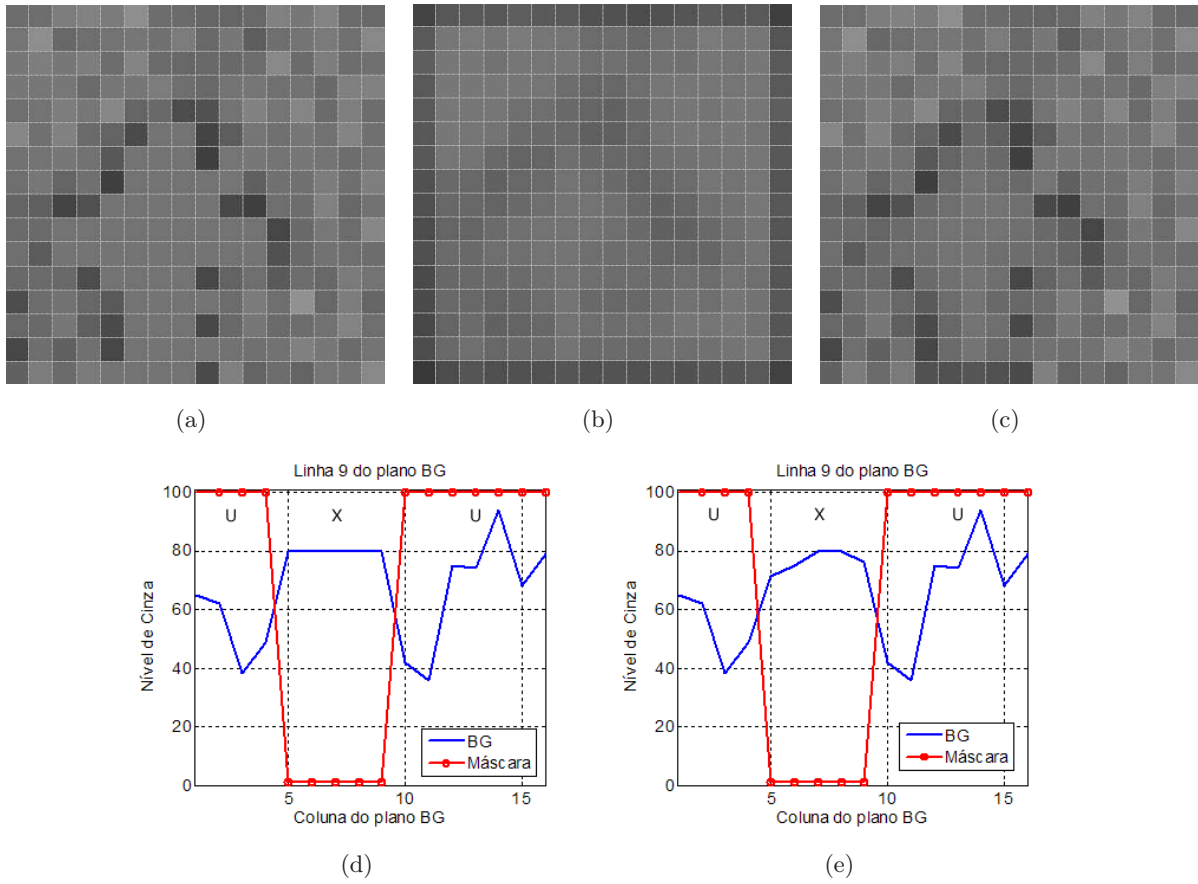 (a)
(b)
(c)
Linha 9 do plano BG
100
80
60
40
20
0
Nível de Cinza
U
X
U
BG
Máscara
5
10
15
Coluna do plano BG
(d)
Linha 9 do plano BG
100
80
60
40
20
0
Nível de Cinza
U
X
U
BG
Máscara
5
10
15
Coluna do plano BG
(e)